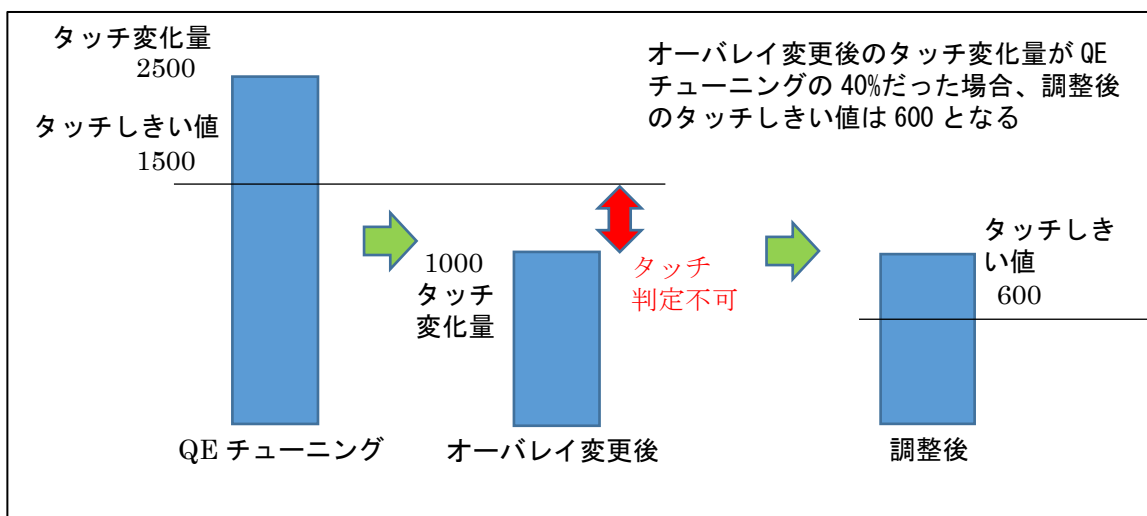 タッチ変化量
2500
タッチしきい値
1500
オーバレイ変更後のタッチ変化量が QE
チューニングの 40%だった場合、調整後
のタッチしきい値は 600 となる
1000
タッチ
変化量
タッチ
判定不可
タッチしき
い値
600
QE チューニング
オーバレイ変更後
調整後